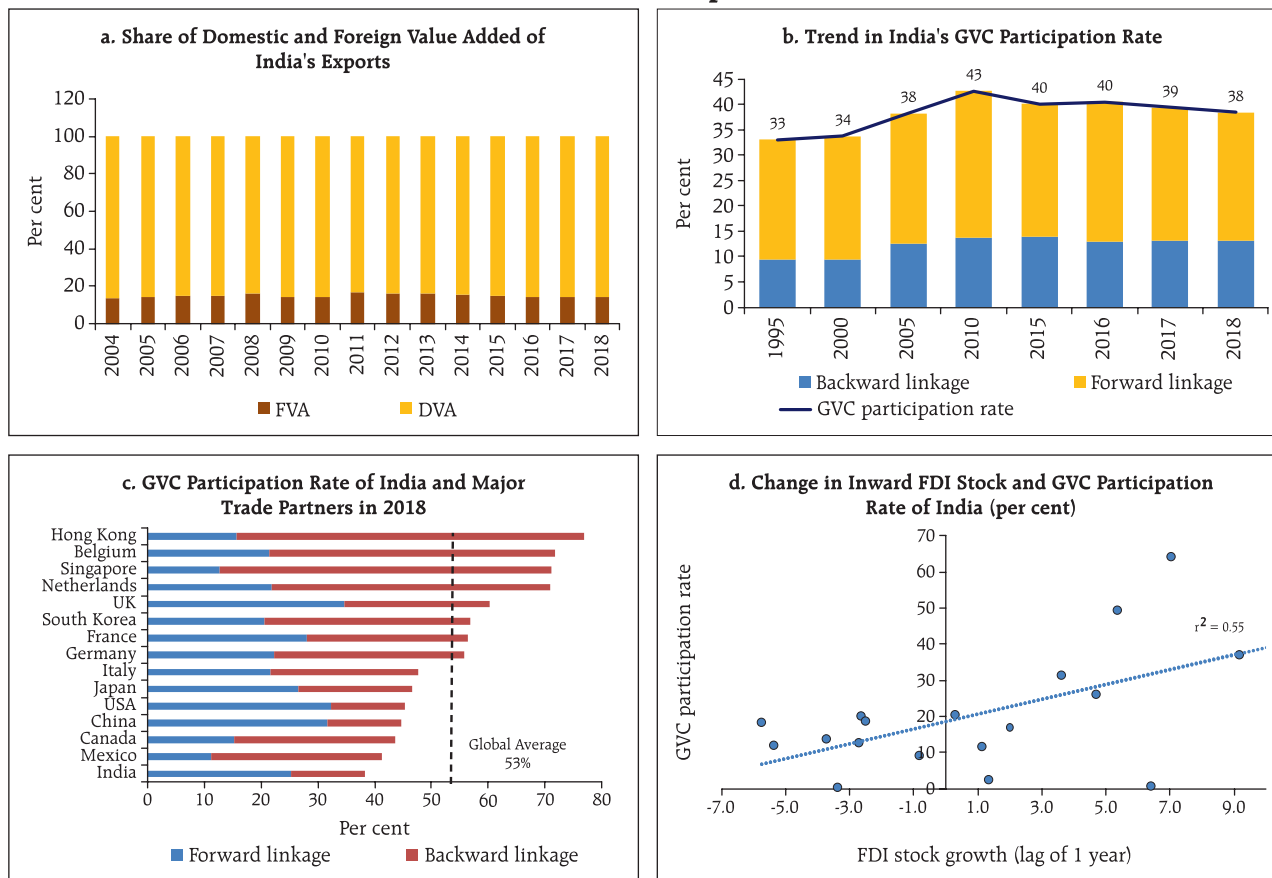 a. Share of Domestic and Foreign Value Added of
India's Exports
Per cent
120
100
80
60
40
20
0
2004 2005 2006 2007 2008 2009 2010 2011 2012 2013 2014 2015 2016 2017 2018
FVA DVA
b. Trend in India's GVC Participation Rate
Per cent
45
40
35
30
25
20
15
10
5
0
33 34 38 43 40 40 39 38
1995 2000 2005 2010 2015 2016 2017 2018
Backward linkage Forward linkage
GVC participation rate
c. GVC Participation Rate of India and Major
Trade Partners in 2018
Hong Kong
Belgium
Singapore
Netherlands
UK
South Korea
France
Germany
Italy
Japan
USA
China
Canada
Mexico
India
Global Average
53%
0 10 20 30 40 50 60 70 80
Per cent
Forward linkage Backward linkage
d. Change in Inward FDI Stock and GVC Participation
Rate of India (per cent)
GVC participation rate
70
60
50
40
30
20
10
0
r² = 0.55
-7.0 -5.0 -3.0 -1.0 1.0 3.0 5.0 7.0 9.0
FDI stock growth (lag of 1 year)